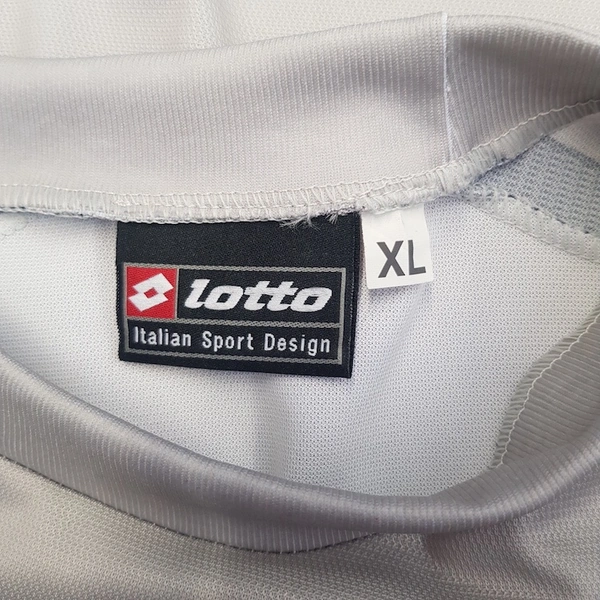 lotto
XL
Italian Sport Design